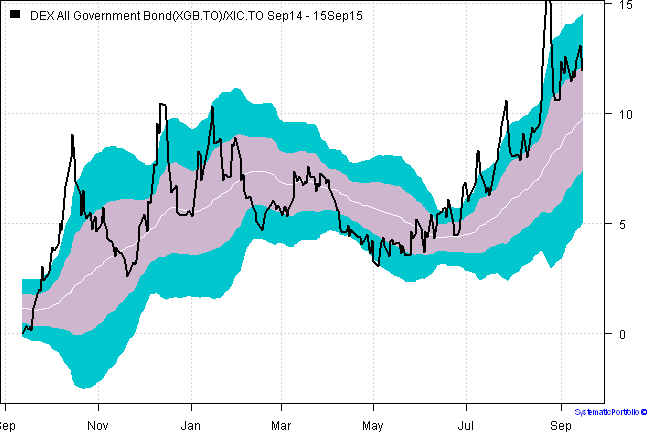 DEX All Government Bond(XGB.TO)/XIC.TO Sep14 - 15Sep15
15
10
5
0
Sep Nov Jan Mar May Jul Sep
SystematicPortfolio ©